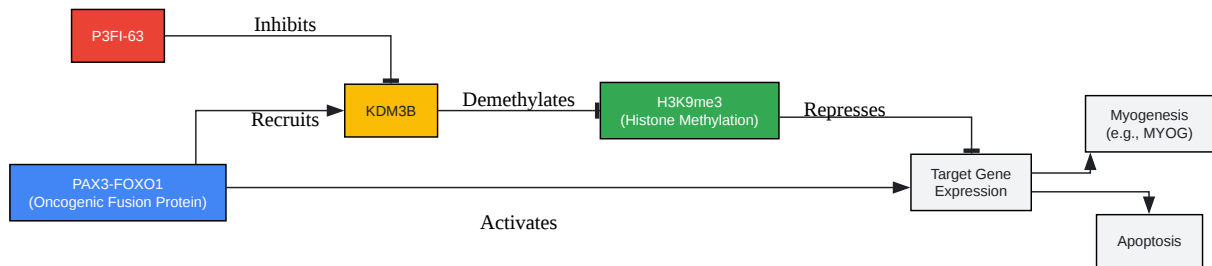 P3FI-63
Inhibits
KDM3B
Recruits
Demethylates
H3K9me3
(Histone Methylation)
Represses
Myogenesis
(e.g., MYOG)
PAX3-FOXO1
(Oncogenic Fusion Protein)
Activates
Target Gene
Expression
Apoptosis